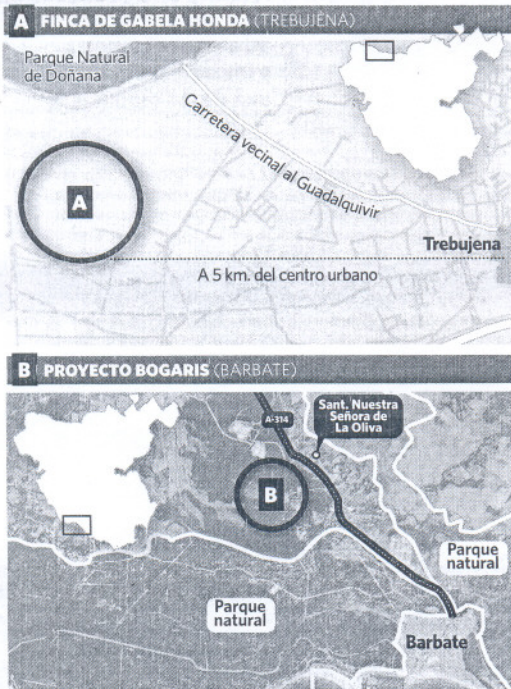 A FINCA DE GABELA HONDA (TREBUJENA)
Parque Natural
de Doñana
Carretera vecinal al Guadalquivir
A
Trebujena
A 5 km. del centro urbano
B PROYECTO BOGARIS (BARBATE)
A-314
Sant. Nuestra
Señora de
La Oliva
B
Parque
natural
Parque
natural
Barbate